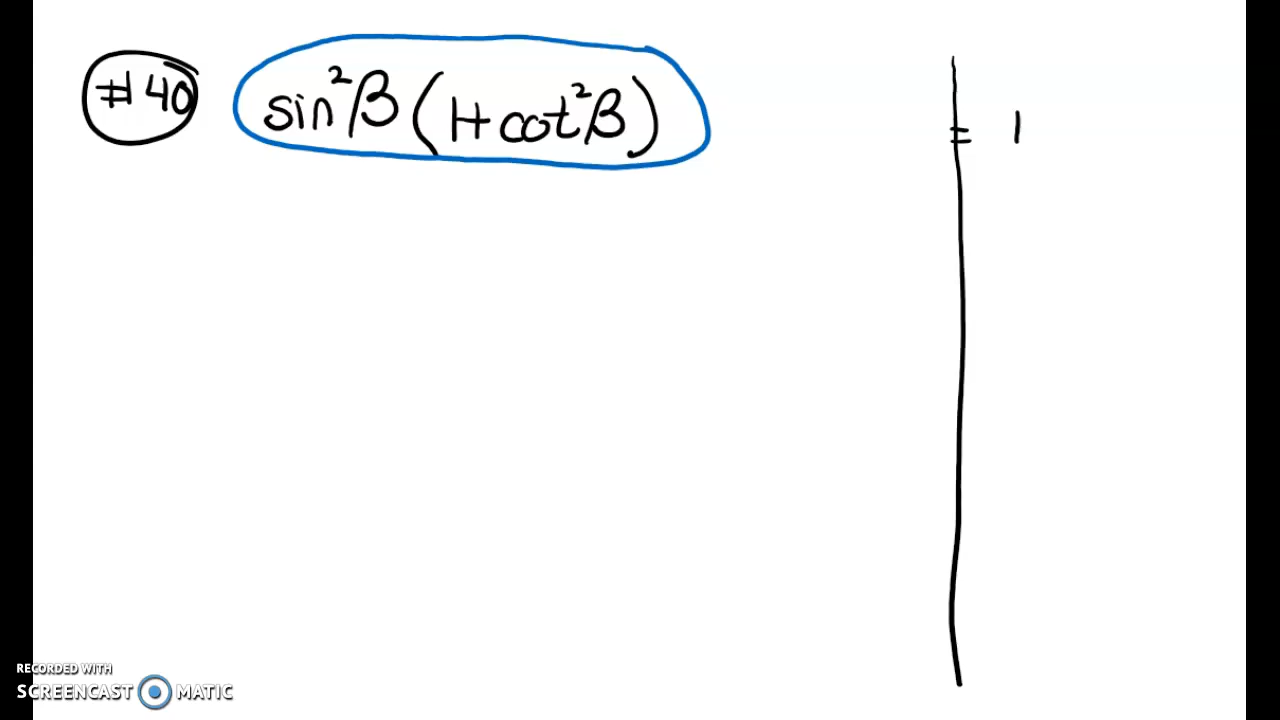 #40 sin²β(1+cot²β) = 1
RECORDED WITH
SCREENCAST MATIC